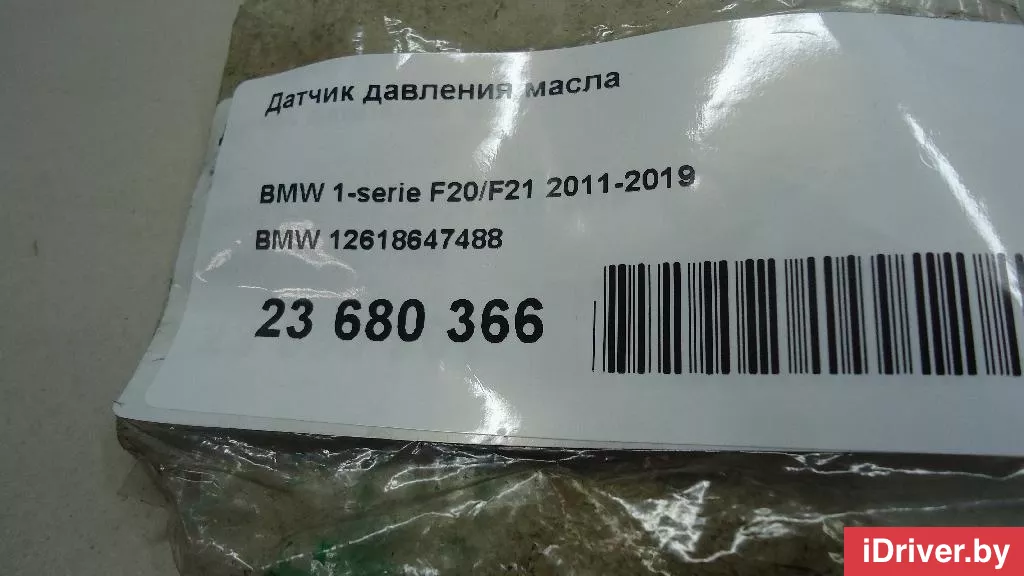 Датчик давления масла
BMW 1-serie F20/F21 2011-2019
BMW 12618647488
23 680 366
iDriver.by